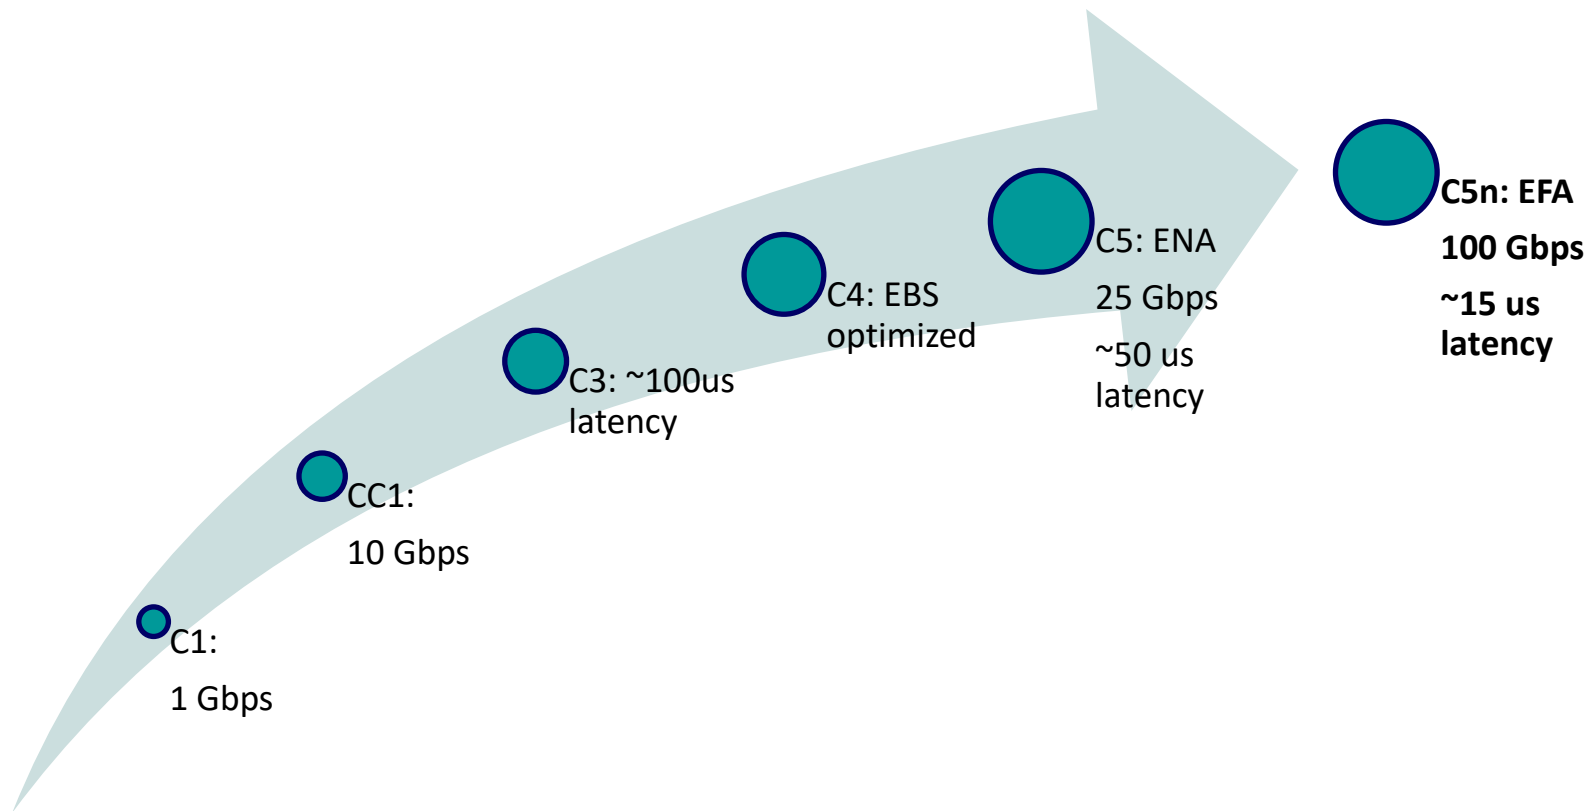 C1:
1 Gbps
CC1:
10 Gbps
C3: ~100us
latency
C4: EBS
optimized
C5: ENA
25 Gbps
~50 us
latency
C5n: EFA
100 Gbps
~15 us
latency